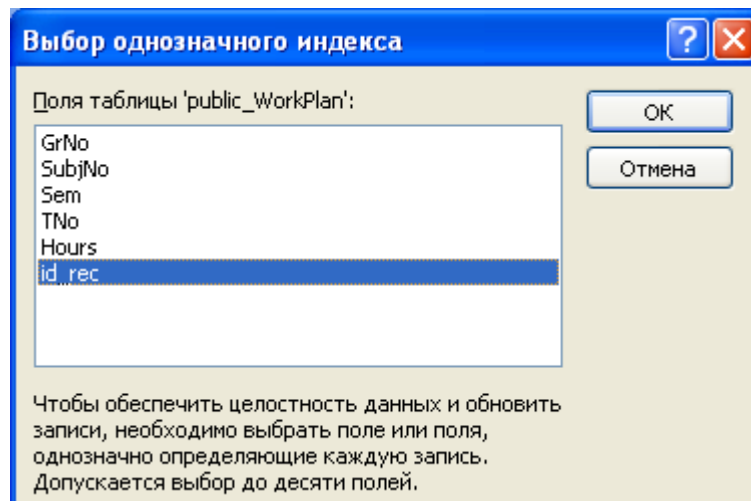 Выбор однозначного индекса
Поля таблицы 'public_WorkPlan':
GrNo
SubjNo
Sem
TNo
Hours
id_rec
ОК
Отмена
Чтобы обеспечить целостность данных и обновить
записи, необходимо выбрать поле или поля,
однозначно определяющие каждую запись.
Допускается выбор до десяти полей.